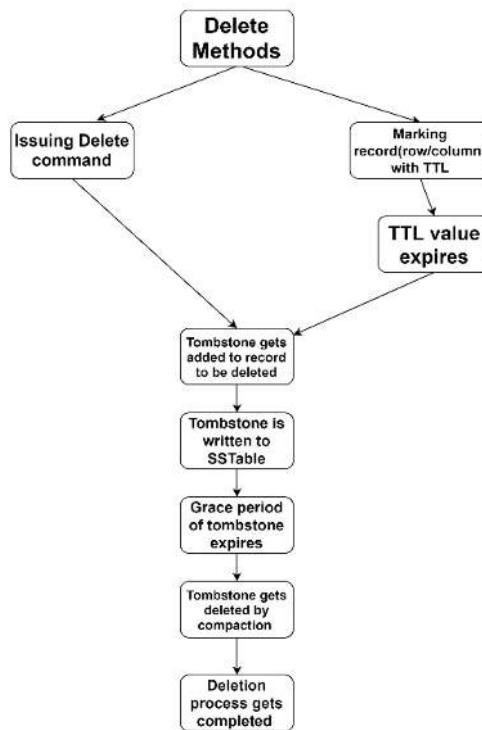 Delete
Methods
Issuing Delete
command
Marking
record(row/column
with TTL
TTL value
expires
Tombstone gets
added to record
to be deleted
Tombstone is
written to
SSTable
Grace period
of tombstone
expires
Tombstone gets
deleted by
compaction
Deletion
process gets
completed